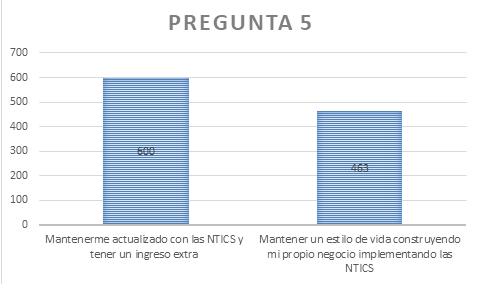 PREGUNTA 5
700
600
500
400
300
200
100
0
600
463
Mantenerme actualizado con las NTICS y
tener un ingreso extra
Mantener un estilo de vida construyendo
mi propio negocio implementando las
NTICS